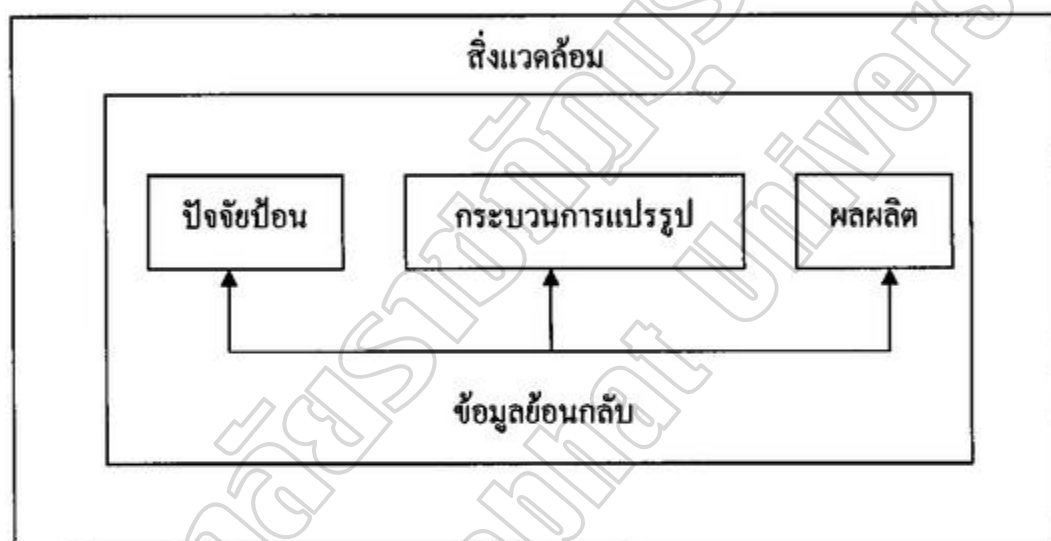 สิ่งแวดล้อม
ปัจจัยป้อน
กระบวนการแปรรูป
ผลผลิต
ข้อมูลย้อนกลับ